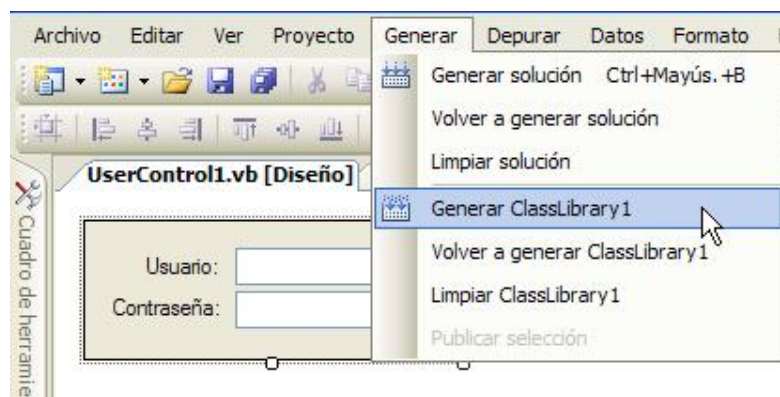 Archivo Editar Ver Proyecto Generar Depurar Datos Formato
Generar solución Ctrl+Mayús.+B
Volver a generar solución
Limpiar solución
UserControl1.vb [Diseño]
Generar ClassLibrary1
Volver a generar ClassLibrary1
Limpiar ClassLibrary1
Publicar selección
Usuario:
Contraseña:
Cuadro de herramie